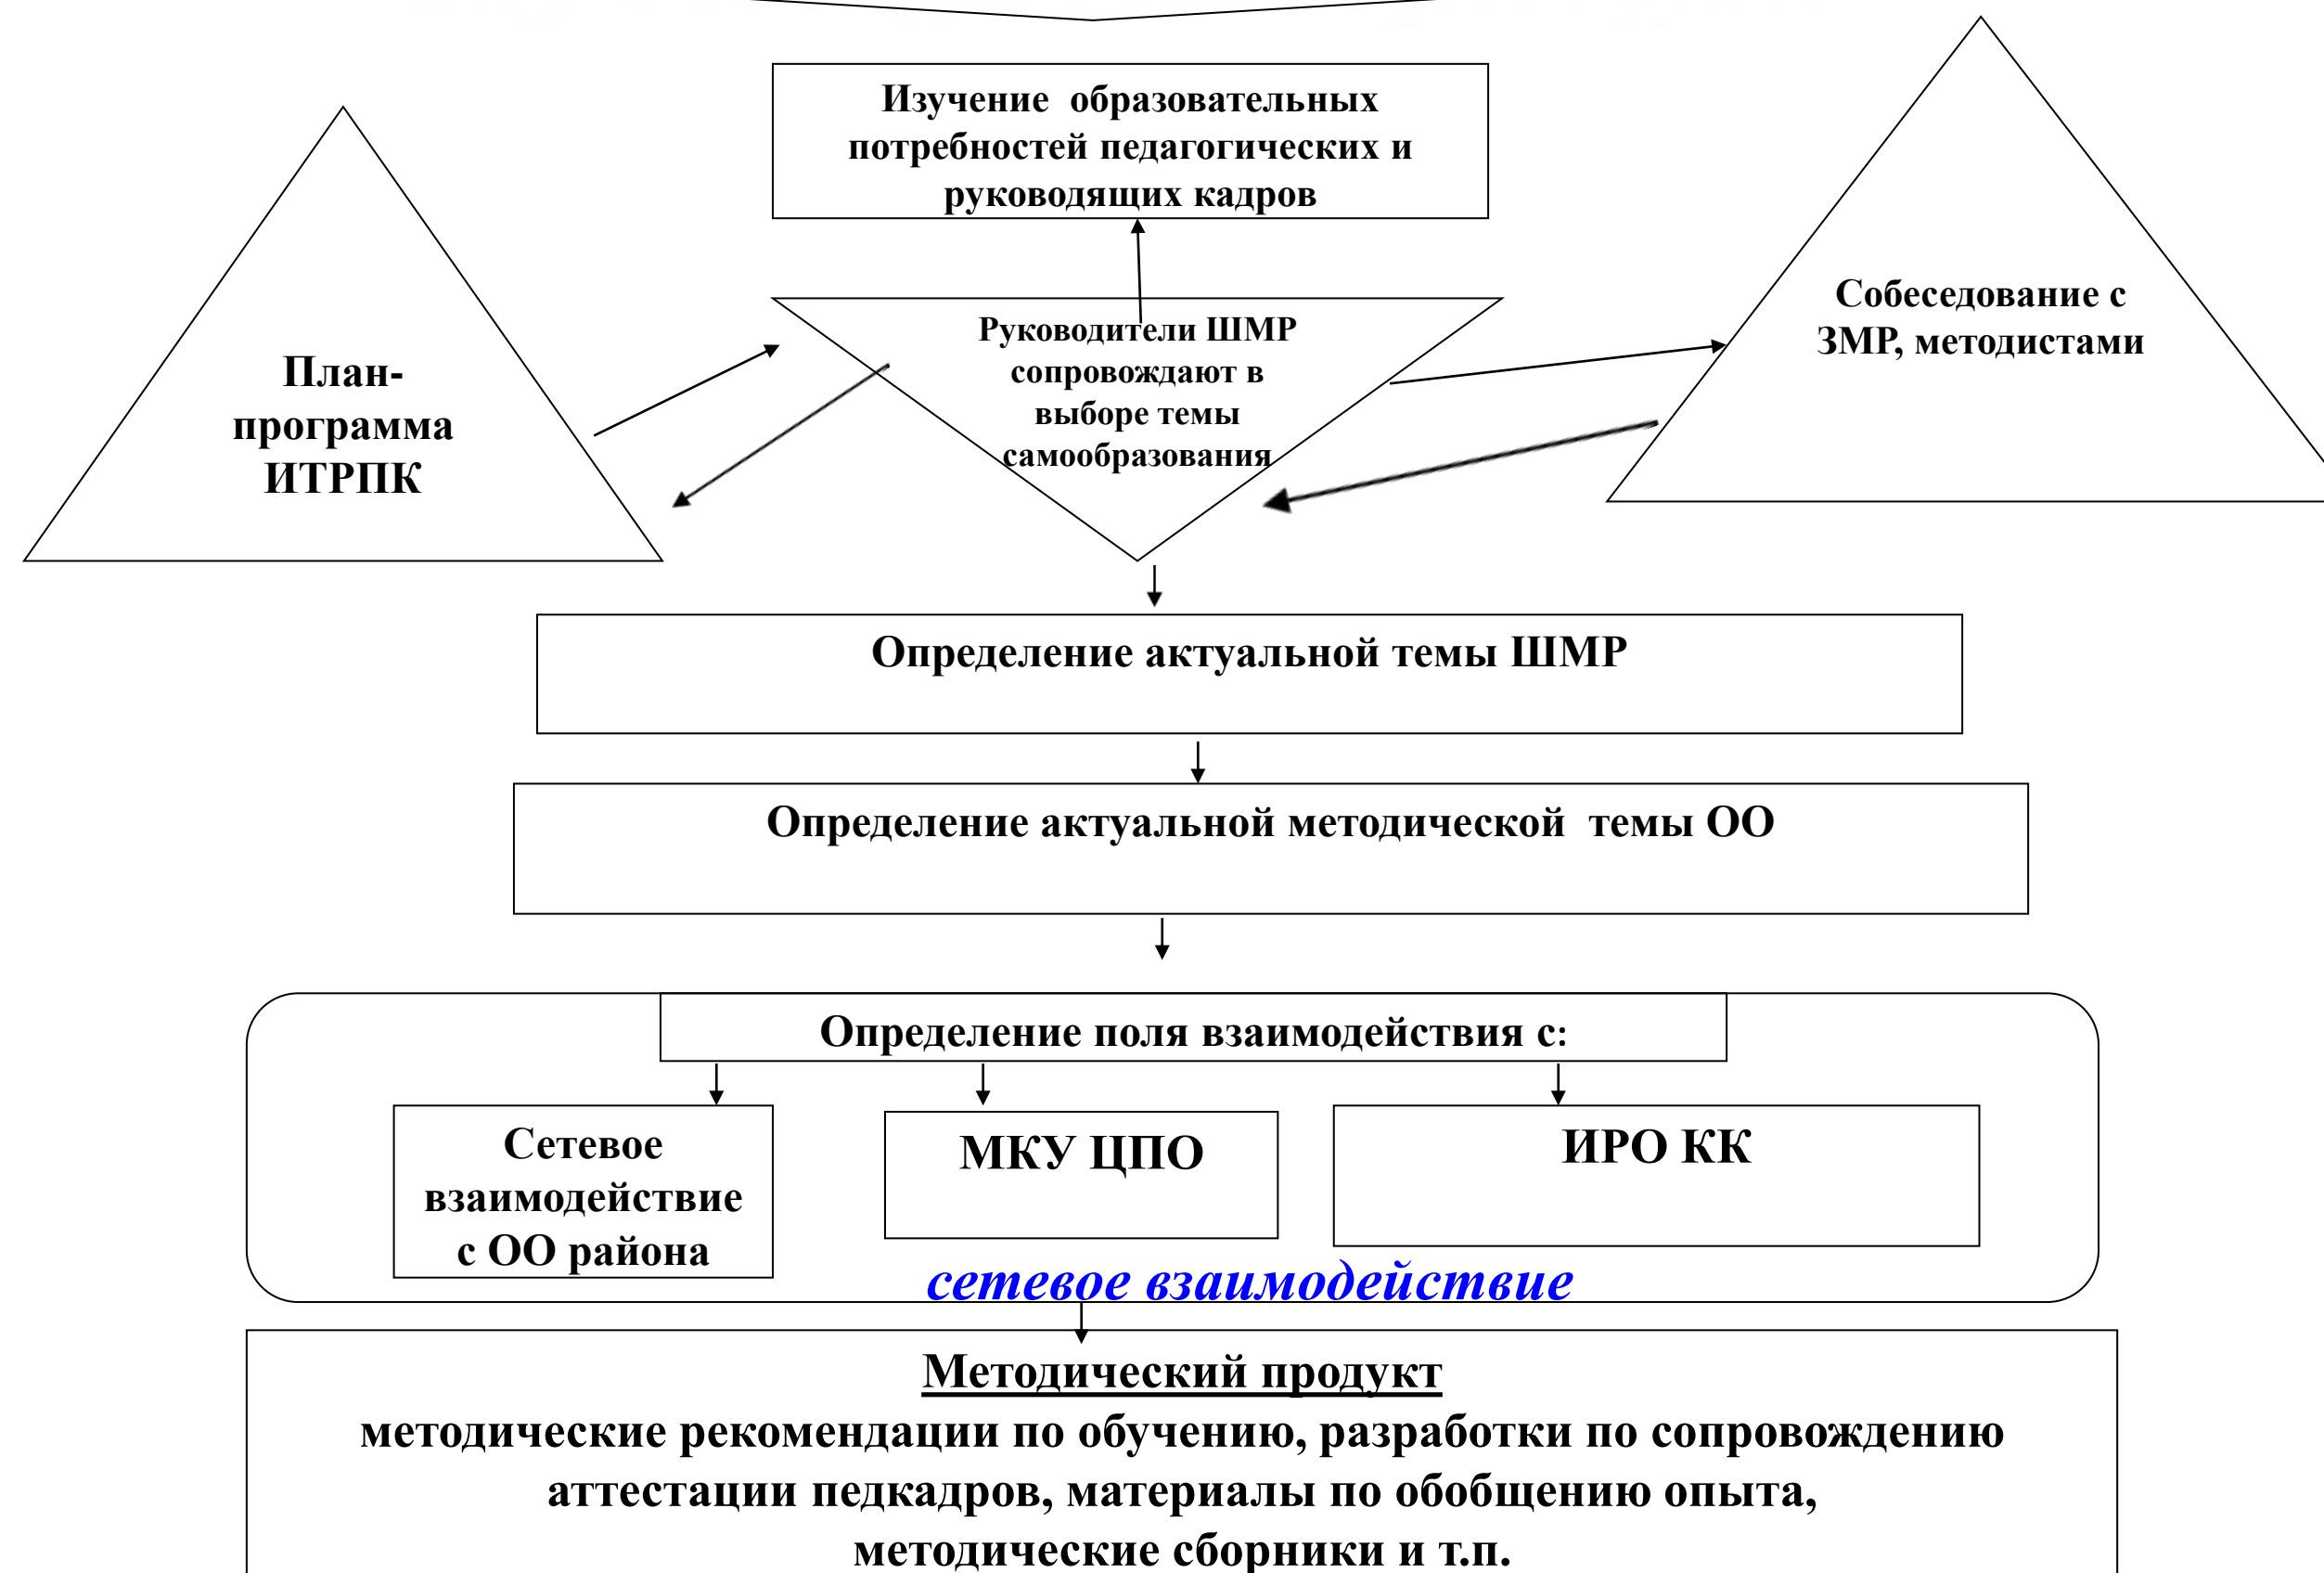 Изучение образовательных
потребностей педагогических и
руководящих кадров
План-
программа
ИТРПК
Руководители ШМР
сопровождают в
выборе темы
самообразования
Собеседование с
ЗМР, методистами
Определение актуальной темы ШМР
Определение актуальной методической темы ОО
Определение поля взаимодействия с:
Сетевое
взаимодействие
с ОО района
МКУ ЦПО
ИРО КК
сетевое взаимодействие
Методический продукт
методические рекомендации по обучению, разработки по сопровождению
аттестации педкадров, материалы по обобщению опыта,
методические сборники и т.п.